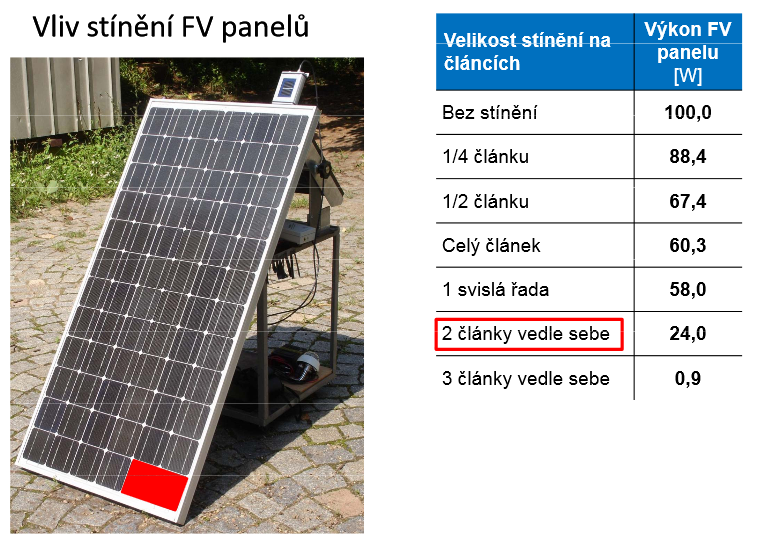 Vliv stínění FV panelů
Velikost stínění na
článcích
Výkon FV
panelu
[W]
Bez stínění 100,0
1/4 článku 88,4
1/2 článku 67,4
Celý článek 60,3
1 svislá řada 58,0
2 články vedle sebe 24,0
3 články vedle sebe 0,9